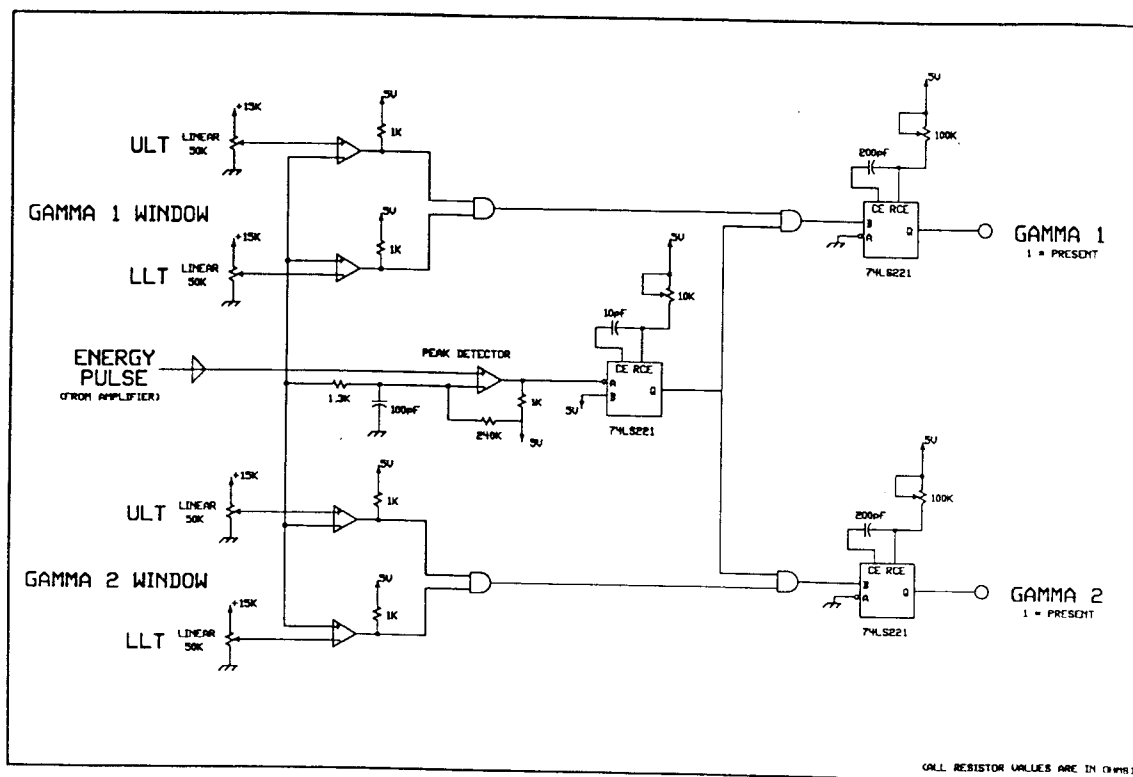 5V
+15K
5V
ULT LINEAR 50K
1K
100K
200pF
GAMMA 1 WINDOW
5V
CE RCE
B
A
Q
GAMMA 1
1 = PRESENT
+15K
1K
5V
74LS221
LLT LINEAR 50K
10K
10pF
ENERGY PULSE
(FROM AMPLIFIER)
PEAK DETECTOR
CE RCE
A
B
Q
1.3K
100pF
1K
240K
5V
5V
74LS221
5V
+15K
5V
ULT LINEAR 50K
1K
100K
200pF
GAMMA 2 WINDOW
5V
CE RCE
B
A
Q
GAMMA 2
1 = PRESENT
+15K
1K
74LS221
LLT LINEAR 50K
(ALL RESISTOR VALUES ARE IN OHMS)